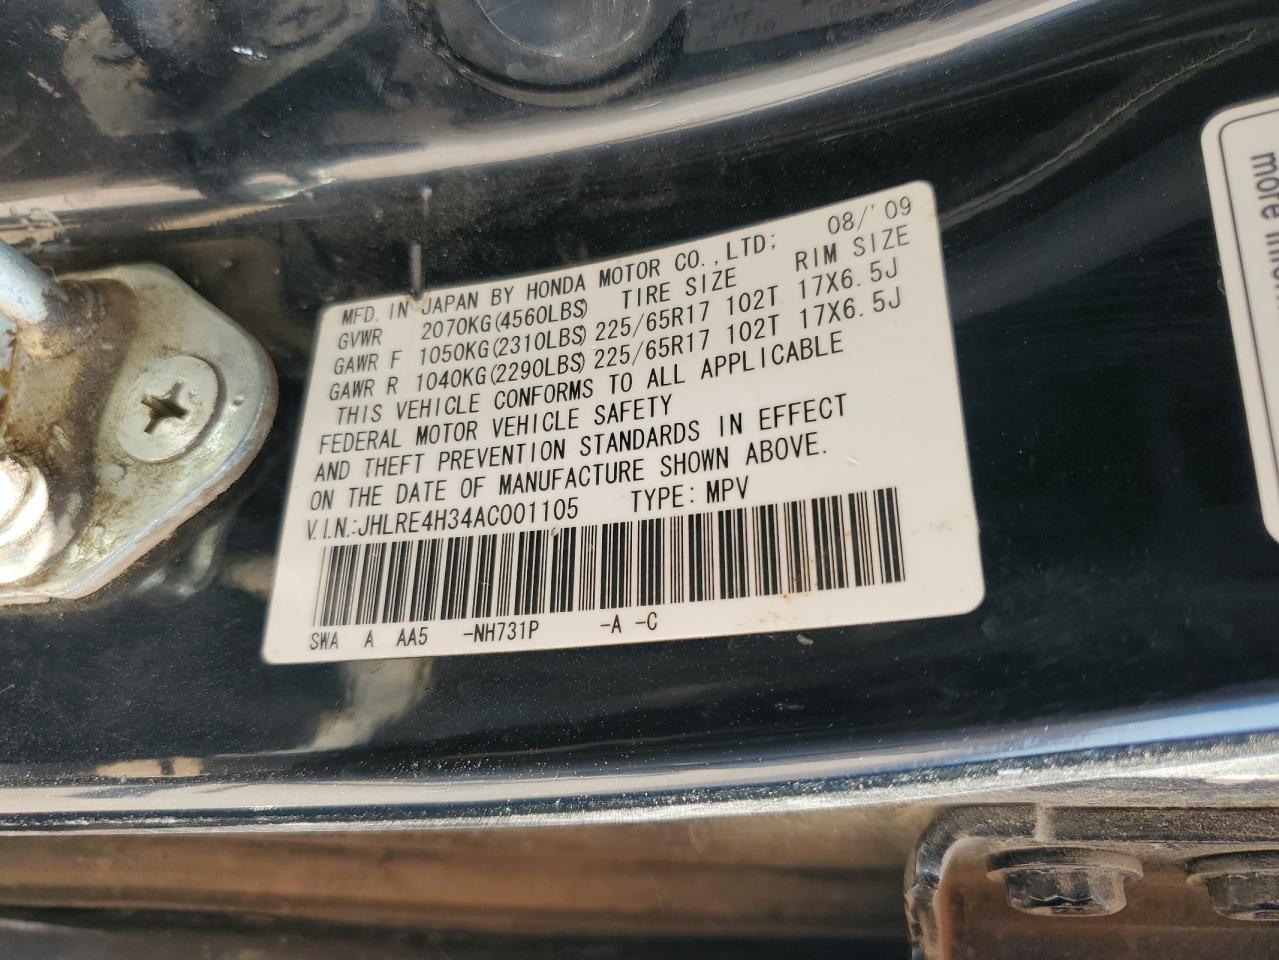 MFD. IN JAPAN BY HONDA MOTOR CO.,LTD; 08/'09
GVWR 2070KG(4560LBS) TIRE SIZE RIM SIZE
GAWR F 1050KG(2310LBS) 225/65R17 102T 17X6.5J
GAWR R 1040KG(2290LBS) 225/65R17 102T 17X6.5J
THIS VEHICLE CONFORMS TO ALL APPLICABLE
FEDERAL MOTOR VEHICLE SAFETY
AND THEFT PREVENTION STANDARDS IN EFFECT
ON THE DATE OF MANUFACTURE SHOWN ABOVE.
V.I.N.:JHLRE4H34AC001105 TYPE:MPV
SWA A AA5 -NH731P -A -C
more